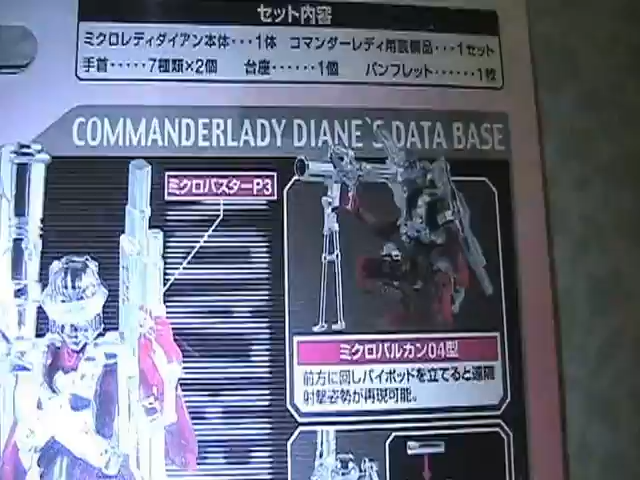 セット内容
ミクロレディダイアン本体･･･1体 コマンダーレディ用装備品･･･1セット
手首･････7種類×2個 台座･･････1個 パンフレット･･････1枚
COMMANDERLADY DIANE`S DATA BASE
ミクロバスターP3
ミクロバルカン04型
前方に回しバイポッドを立てると遠隔
射撃姿勢が再現可能。